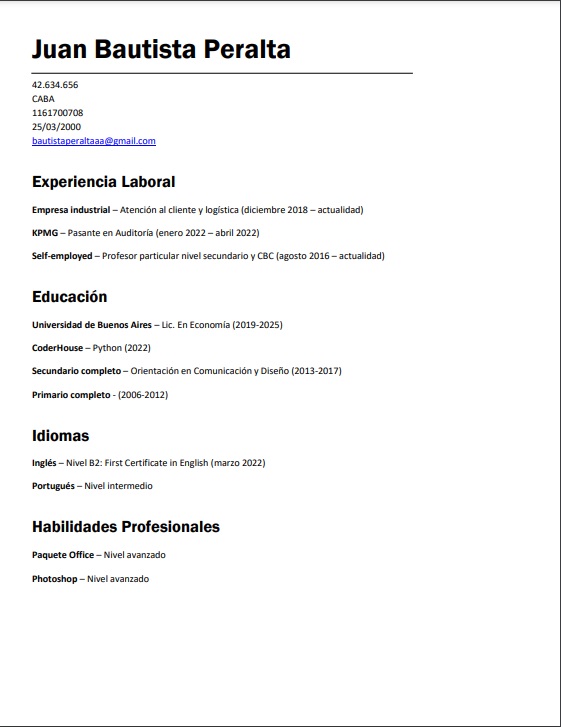 Juan Bautista Peralta
42.634.656
CABA
1161700708
25/03/2000
bautistaperaltaaa@gmail.com
Experiencia Laboral
Empresa industrial – Atención al cliente y logística (diciembre 2018 – actualidad)
KPMG – Pasante en Auditoría (enero 2022 – abril 2022)
Self-employed – Profesor particular nivel secundario y CBC (agosto 2016 – actualidad)
Educación
Universidad de Buenos Aires – Lic. En Economía (2019-2025)
CoderHouse – Python (2022)
Secundario completo – Orientación en Comunicación y Diseño (2013-2017)
Primario completo - (2006-2012)
Idiomas
Inglés – Nivel B2: First Certificate in English (marzo 2022)
Portugués – Nivel intermedio
Habilidades Profesionales
Paquete Office – Nivel avanzado
Photoshop – Nivel avanzado